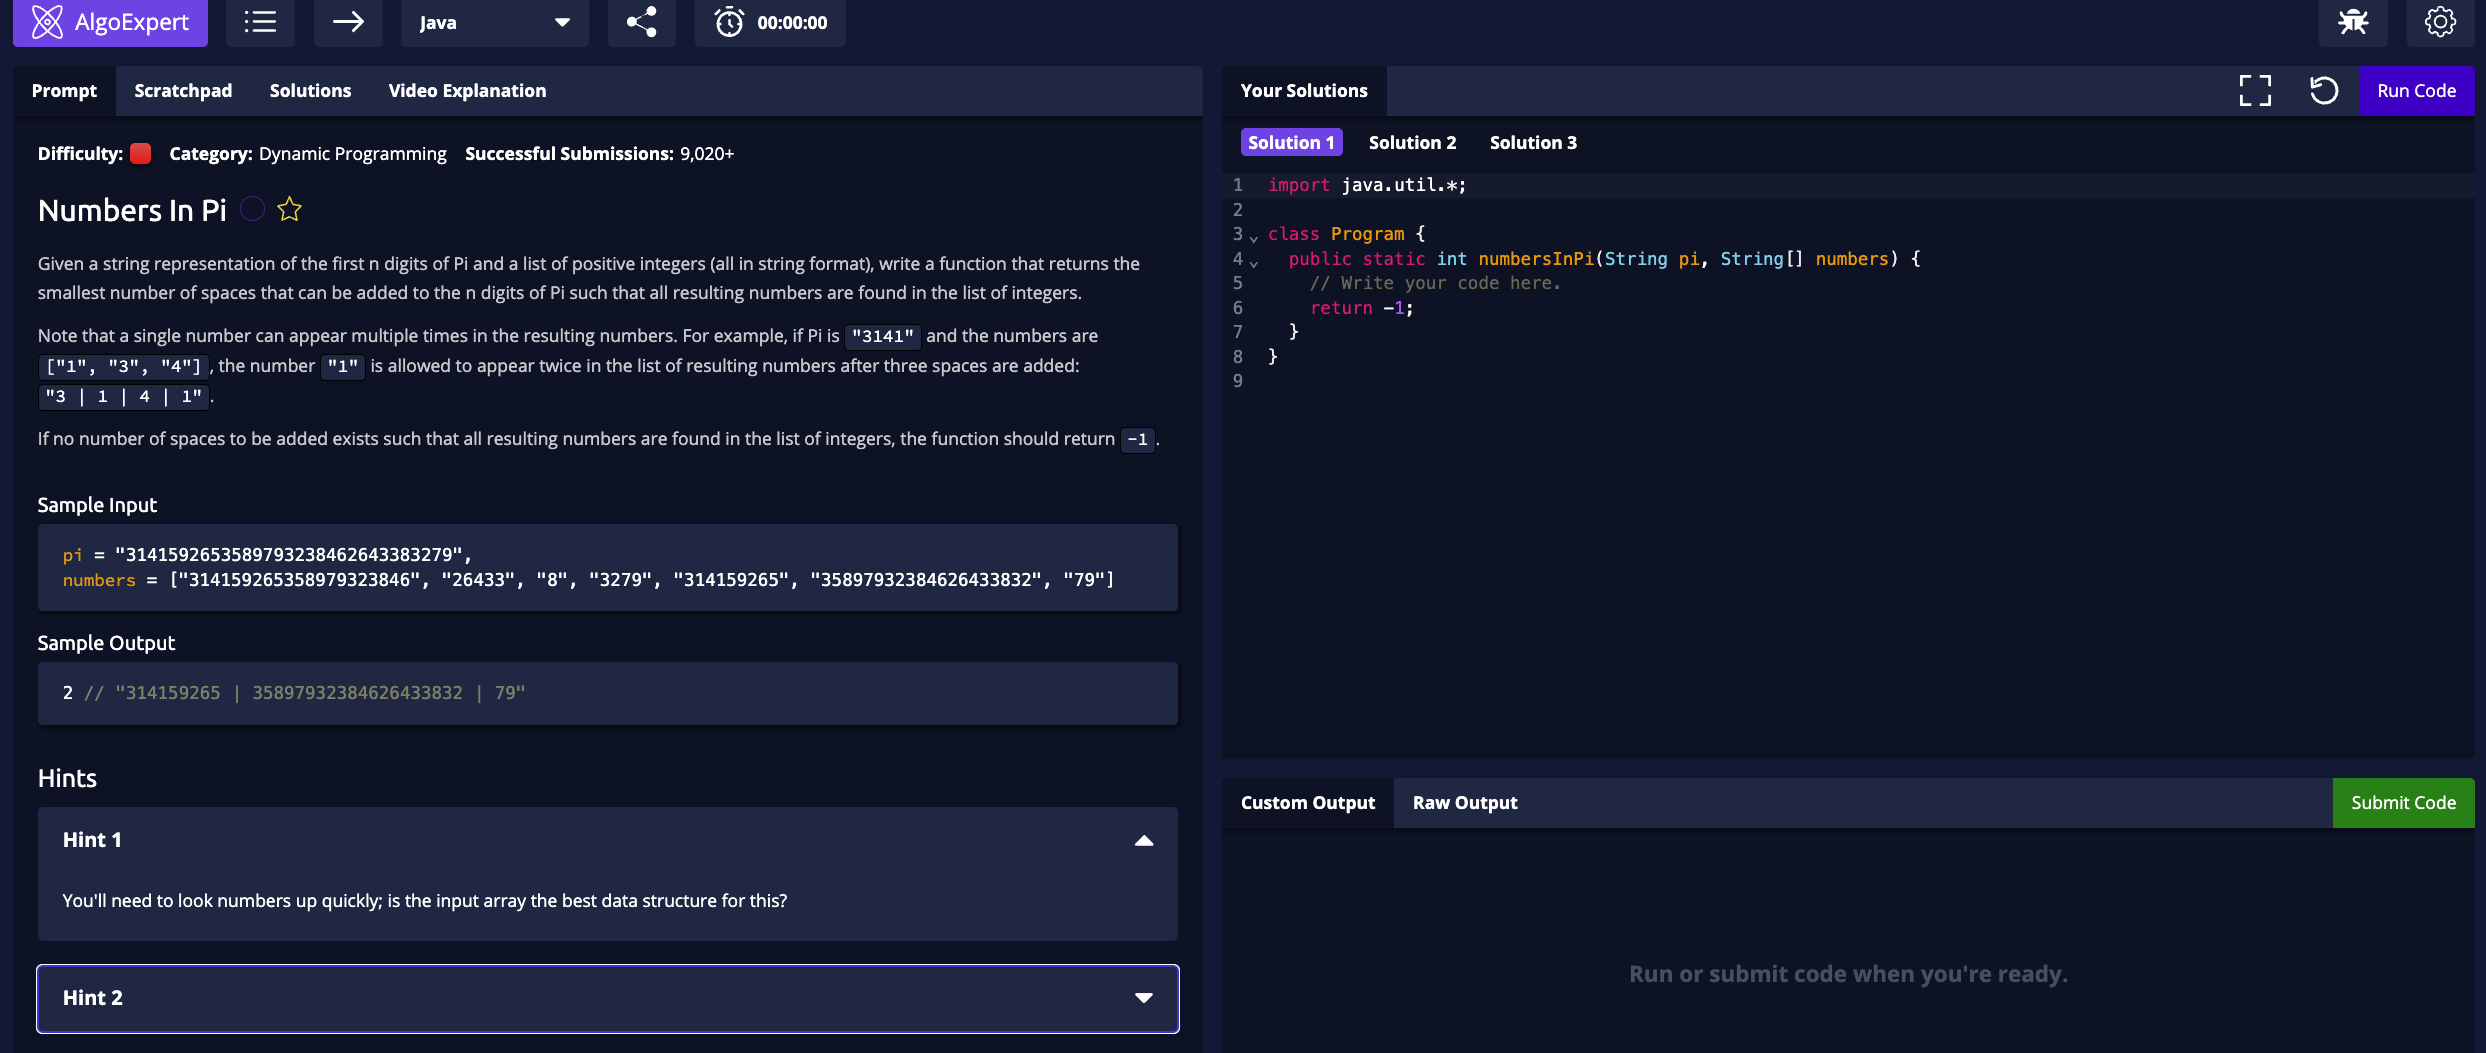 AlgoExpert
Java
00:00:00
Prompt
Scratchpad
Solutions
Video Explanation
Difficulty: Category: Dynamic Programming Successful Submissions: 9,020+
Numbers In Pi
Given a string representation of the first n digits of Pi and a list of positive integers (all in string format), write a function that returns the
smallest number of spaces that can be added to the n digits of Pi such that all resulting numbers are found in the list of integers.
Note that a single number can appear multiple times in the resulting numbers. For example, if Pi is "3141" and the numbers are
["1", "3", "4"], the number "1" is allowed to appear twice in the list of resulting numbers after three spaces are added:
"3 | 1 | 4 | 1".
If no number of spaces to be added exists such that all resulting numbers are found in the list of integers, the function should return -1.
Sample Input
pi = "3141592653589793238462643383279",
numbers = ["314159265358979323846", "26433", "8", "3279", "314159265", "35897932384626433832", "79"]
Sample Output
2 // "314159265 | 35897932384626433832 | 79"
Hints
Hint 1
You'll need to look numbers up quickly; is the input array the best data structure for this?
Hint 2
Your Solutions
Run Code
Solution 1
Solution 2
Solution 3
1 import java.util.*;
2
3 class Program {
4 public static int numbersInPi(String pi, String[] numbers) {
5 // Write your code here.
6 return -1;
7 }
8 }
9
Custom Output
Raw Output
Submit Code
Run or submit code when you're ready.